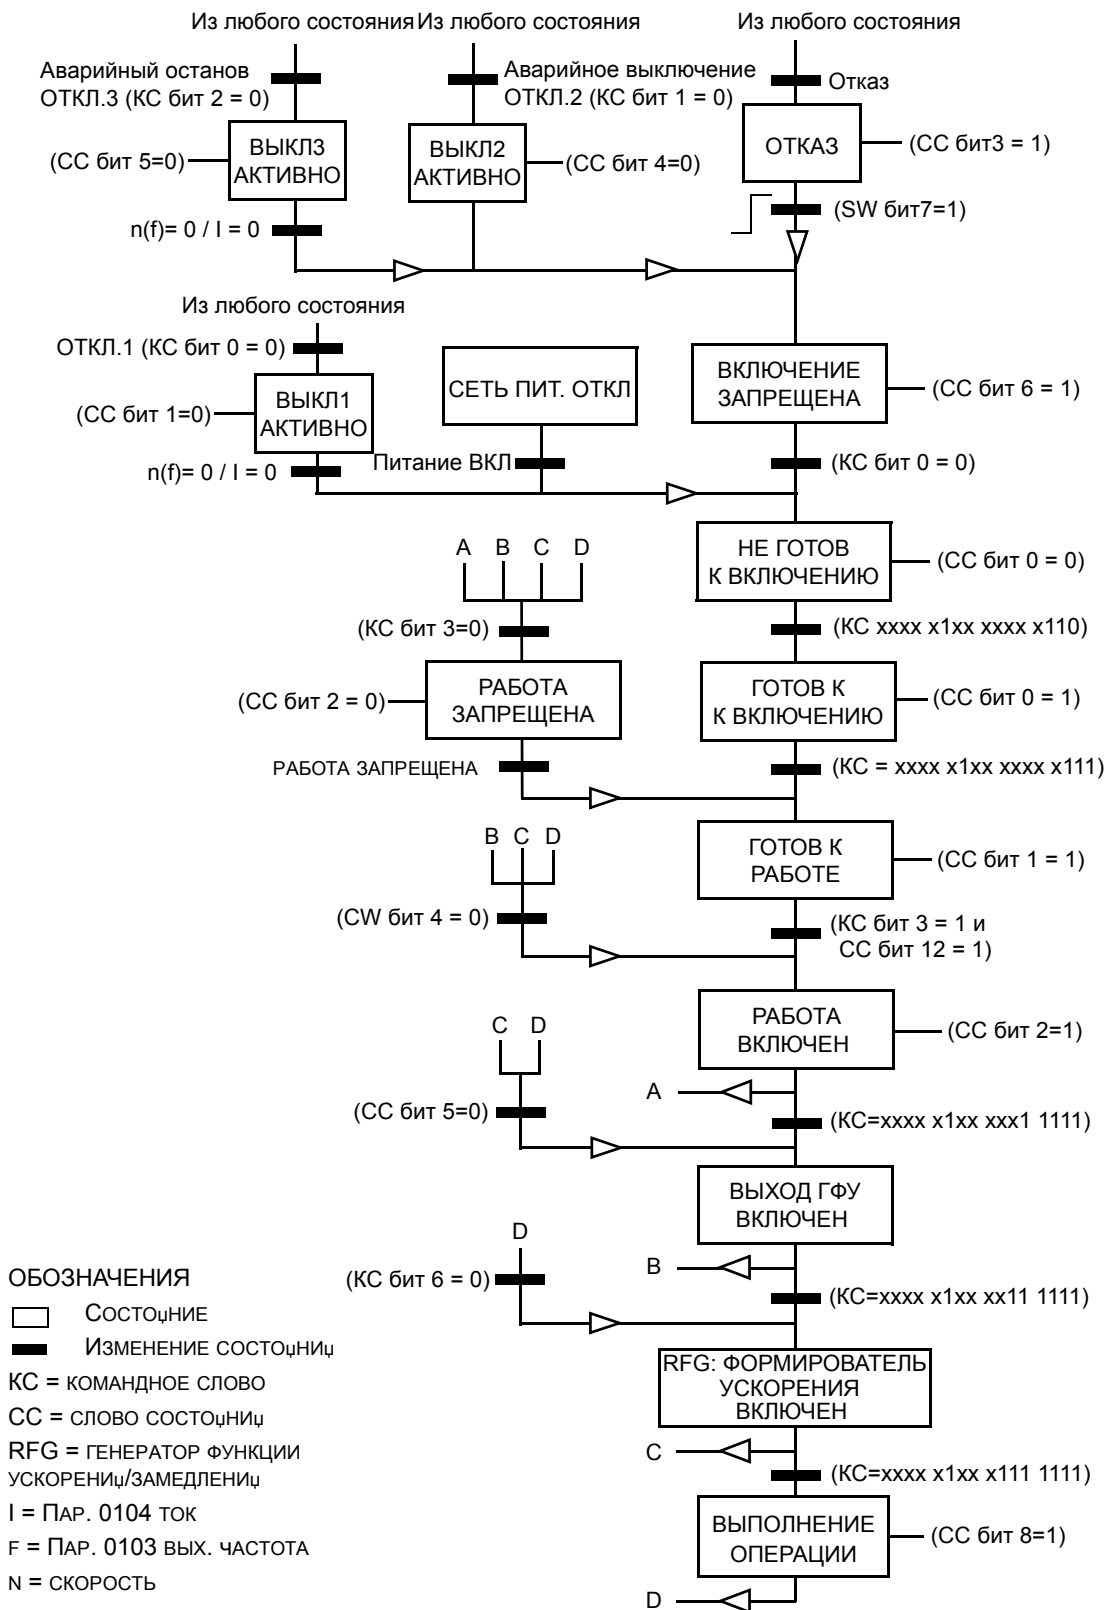 Из любого состояния
Из любого состояния
Из любого состояния
Аварийный останов
ОТКЛ.3 (КС бит 2 = 0)
Аварийное выключение
ОТКЛ.2 (КС бит 1 = 0)
Отказ
(СС бит 5=0)
ВЫКЛ3
АКТИВНО
ВЫКЛ2
АКТИВНО
(СС бит 4=0)
ОТКАЗ
(СС бит3 = 1)
(SW бит7=1)
n(f)= 0 / I = 0
Из любого состояния
ОТКЛ.1 (КС бит 0 = 0)
(СС бит 1=0)
ВЫКЛ1
АКТИВНО
СЕТЬ ПИТ. ОТКЛ
ВКЛЮЧЕНИЕ
ЗАПРЕЩЕНА
(СС бит 6 = 1)
n(f)= 0 / I = 0
Питание ВКЛ
(КС бит 0 = 0)
A B C D
НЕ ГОТОВ
К ВКЛЮЧЕНИЮ
(СС бит 0 = 0)
(КС бит 3=0)
(КС xxxx x1xx xxxx x110)
(СС бит 2 = 0)
РАБОТА
ЗАПРЕЩЕНА
ГОТОВ К
К ВКЛЮЧЕНИЮ
(СС бит 0 = 1)
РАБОТА ЗАПРЕЩЕНА
(КС = xxxx x1xx xxxx x111)
B C D
ГОТОВ К
РАБОТЕ
(СС бит 1 = 1)
(CW бит 4 = 0)
(КС бит 3 = 1 и
СС бит 12 = 1)
C D
РАБОТА
ВКЛЮЧЕН
(СС бит 2=1)
A
(СС бит 5=0)
(КС=xxxx x1xx xxx1 1111)
ВЫХОД ГФУ
ВКЛЮЧЕН
D
B
(КС бит 6 = 0)
(КС=xxxx x1xx xx11 1111)
RFG: ФОРМИРОВАТЕЛЬ
УСКОРЕНИЯ
ВКЛЮЧЕН
C
(КС=xxxx x1xx x111 1111)
ВЫПОЛНЕНИЕ
ОПЕРАЦИИ
(СС бит 8=1)
D
ОБОЗНАЧЕНИЯ
СОСТОџНИЕ
ИЗМЕНЕНИЕ СОСТОџНИџ
КС = КОМАНДНОЕ СЛОВО
СС = СЛОВО СОСТОџНИџ
RFG = ГЕНЕРАТОР ФУНКЦИИ
УСКОРЕНИџ/ЗАМЕДЛЕНИџ
I = ПАР. 0104 ТОК
F = ПАР. 0103 ВЫХ. ЧАСТОТА
N = СКОРОСТЬ